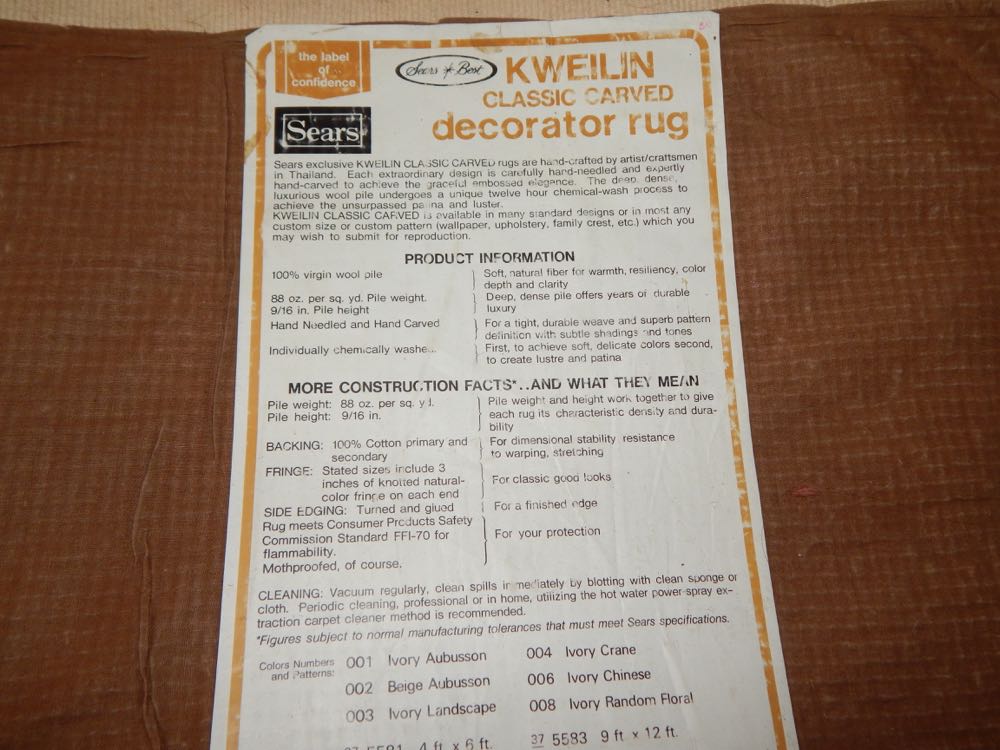 the label
of
confidence
Sears
Sears Best
KWEILIN
CLASSIC CARVED
decorator rug
Sears exclusive KWEILIN CLASSIC CARVED rugs are hand-crafted by artist/craftsmen
in Thailand. Each extraordinary design is carefully hand-needled and expertly
hand-carved to achieve the graceful embossed elegance. The deep, dense,
luxurious wool pile undergoes a unique twelve hour chemical-wash process to
achieve the unsurpassed patina and luster.
KWEILIN CLASSIC CARVED is available in many standard designs or in most any
custom size or custom pattern (wallpaper, upholstery, family crest, etc.) which you
may wish to submit for reproduction.
PRODUCT INFORMATION
100% virgin wool pile
Soft, natural fiber for warmth, resiliency, color
depth and clarity
88 oz. per sq. yd. Pile weight.
9/16 in. Pile height
Deep, dense pile offers years of durable
luxury
Hand Needled and Hand Carved
For a tight, durable weave and superb pattern
definition with subtle shadings and tones
Individually chemically washed
First, to achieve soft, delicate colors second,
to create lustre and patina
MORE CONSTRUCTION FACTS*...AND WHAT THEY MEAN
Pile weight: 88 oz. per sq. yd.
Pile height: 9/16 in.
Pile weight and height work together to give
each rug its characteristic density and dura-
bility
BACKING: 100% Cotton primary and
secondary
For dimensional stability resistance
to warping, stretching
FRINGE: Stated sizes include 3
inches of knotted natural-
color fringe on each end
For classic good looks
SIDE EDGING: Turned and glued
For a finished edge
Rug meets Consumer Products Safety
Commission Standard FFI-70 for
flammability.
Mothproofed, of course.
For your protection
CLEANING: Vacuum regularly, clean spills immediately by blotting with clean sponge or
cloth. Periodic cleaning, professional or in home, utilizing the hot water power-spray ex-
traction carpet cleaner method is recommended.
*Figures subject to normal manufacturing tolerances that must meet Sears specifications.
Colors Numbers
and Patterns:
001 Ivory Aubusson
002 Beige Aubusson
003 Ivory Landscape
004 Ivory Crane
006 Ivory Chinese
008 Ivory Random Floral
37 5581 4 ft. x 6 ft.
37 5583 9 ft x 12 ft.